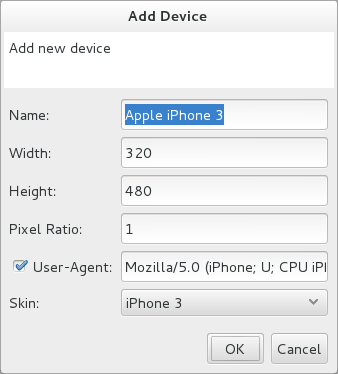 Add Device
Add new device
Name: Apple iPhone 3
Width: 320
Height: 480
Pixel Ratio: 1
User-Agent: Mozilla/5.0 (iPhone; U; CPU
Skin: iPhone 3
OK Cancel